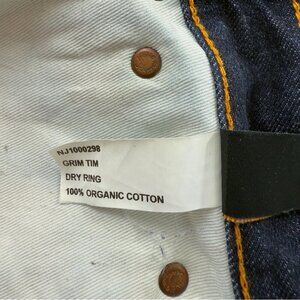 NJ1000298
GRIM TIM
DRY RING
100% ORGANIC COTTON